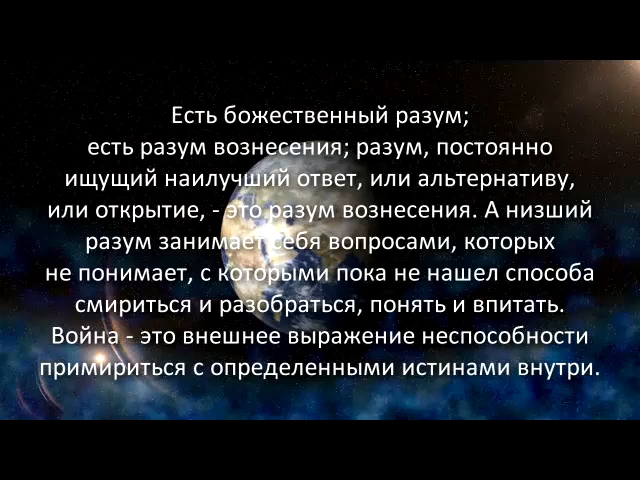 Есть божественный разум;
есть разум вознесения; разум, постоянно
ищущий наилучший ответ, или альтернативу,
или открытие, - это разум вознесения. А низший
разум занимает себя вопросами, которых
не понимает, с которыми пока не нашел способа
смириться и разобраться, понять и впитать.
Война - это внешнее выражение неспособности
примириться с определенными истинами внутри.